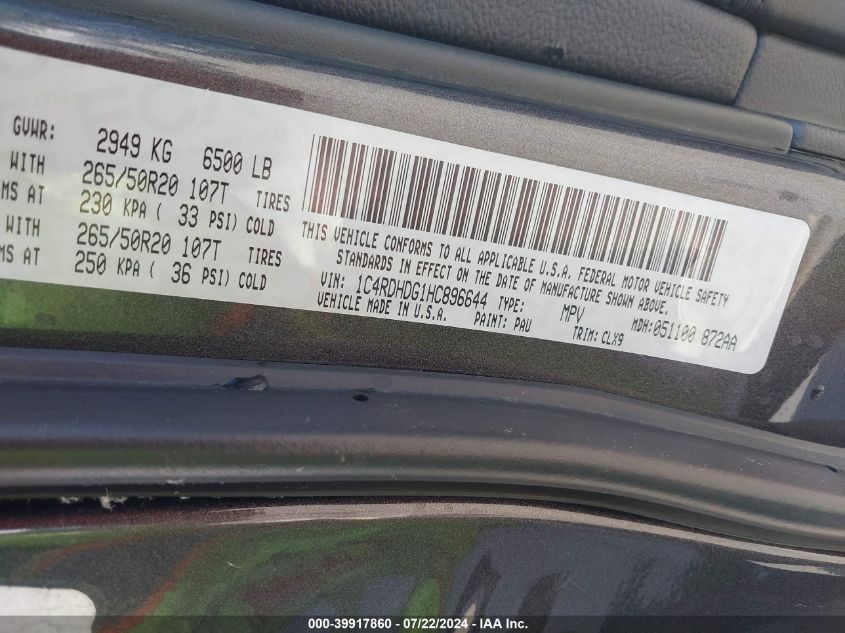 GVWR: 2949 KG 6500 LB
WITH 265/50R20 107T TIRES
MS AT 230 KPA ( 33 PSI) COLD
WITH 265/50R20 107T TIRES
MS AT 250 KPA ( 36 PSI) COLD
THIS VEHICLE CONFORMS TO ALL APPLICABLE U.S.A. FEDERAL MOTOR VEHICLE SAFETY
STANDARDS IN EFFECT ON THE DATE OF MANUFACTURE SHOWN ABOVE.
VIN: 1C4RDHDG1HC896644 TYPE: MPV MDH:051100 872AA
VEHICLE MADE IN U.S.A. PAINT: PAU TRIM: CLX9
000-39917860 - 07/22/2024 - IAA Inc.